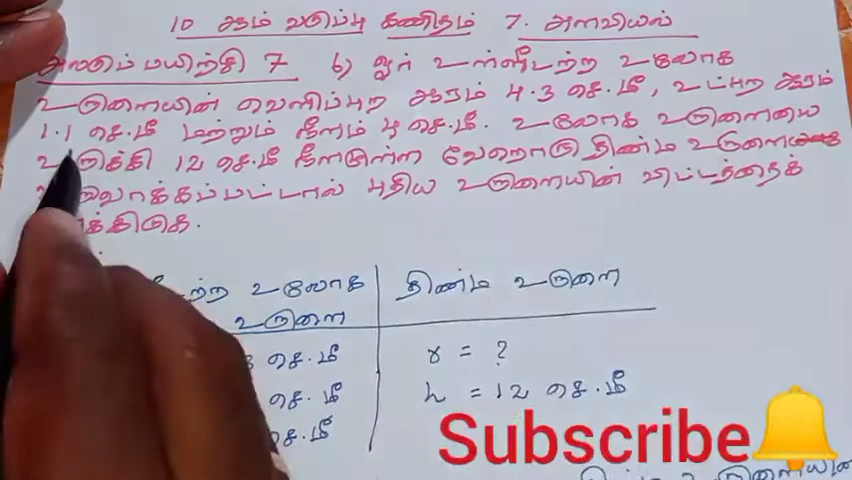 10 ஆம் வகுப்பு கணிதம் 7. அளவியல்
அலகுப் பயிற்சி 7 6) ஓர் உள்ளீடற்ற உலோக
உருளையின் வெளிப்புற ஆரம் 4.3 செ.மீ, உட்புற ஆரம்
1.1 செ.மீ மற்றும் நீளம் 4 செ.மீ. உலோக உருளையை
உருக்கி 12 செ.மீ நீளமுள்ள வேறொரு திண்ம உருளை
உருவாக்கப்பட்டால் புதிய உருளையின் விட்டத்தைக்
உலோக திண்ம உருளை
உருளை
செ.மீ r = ?
செ.மீ h = 12 செ.மீ
செ.மீ
Subscribe